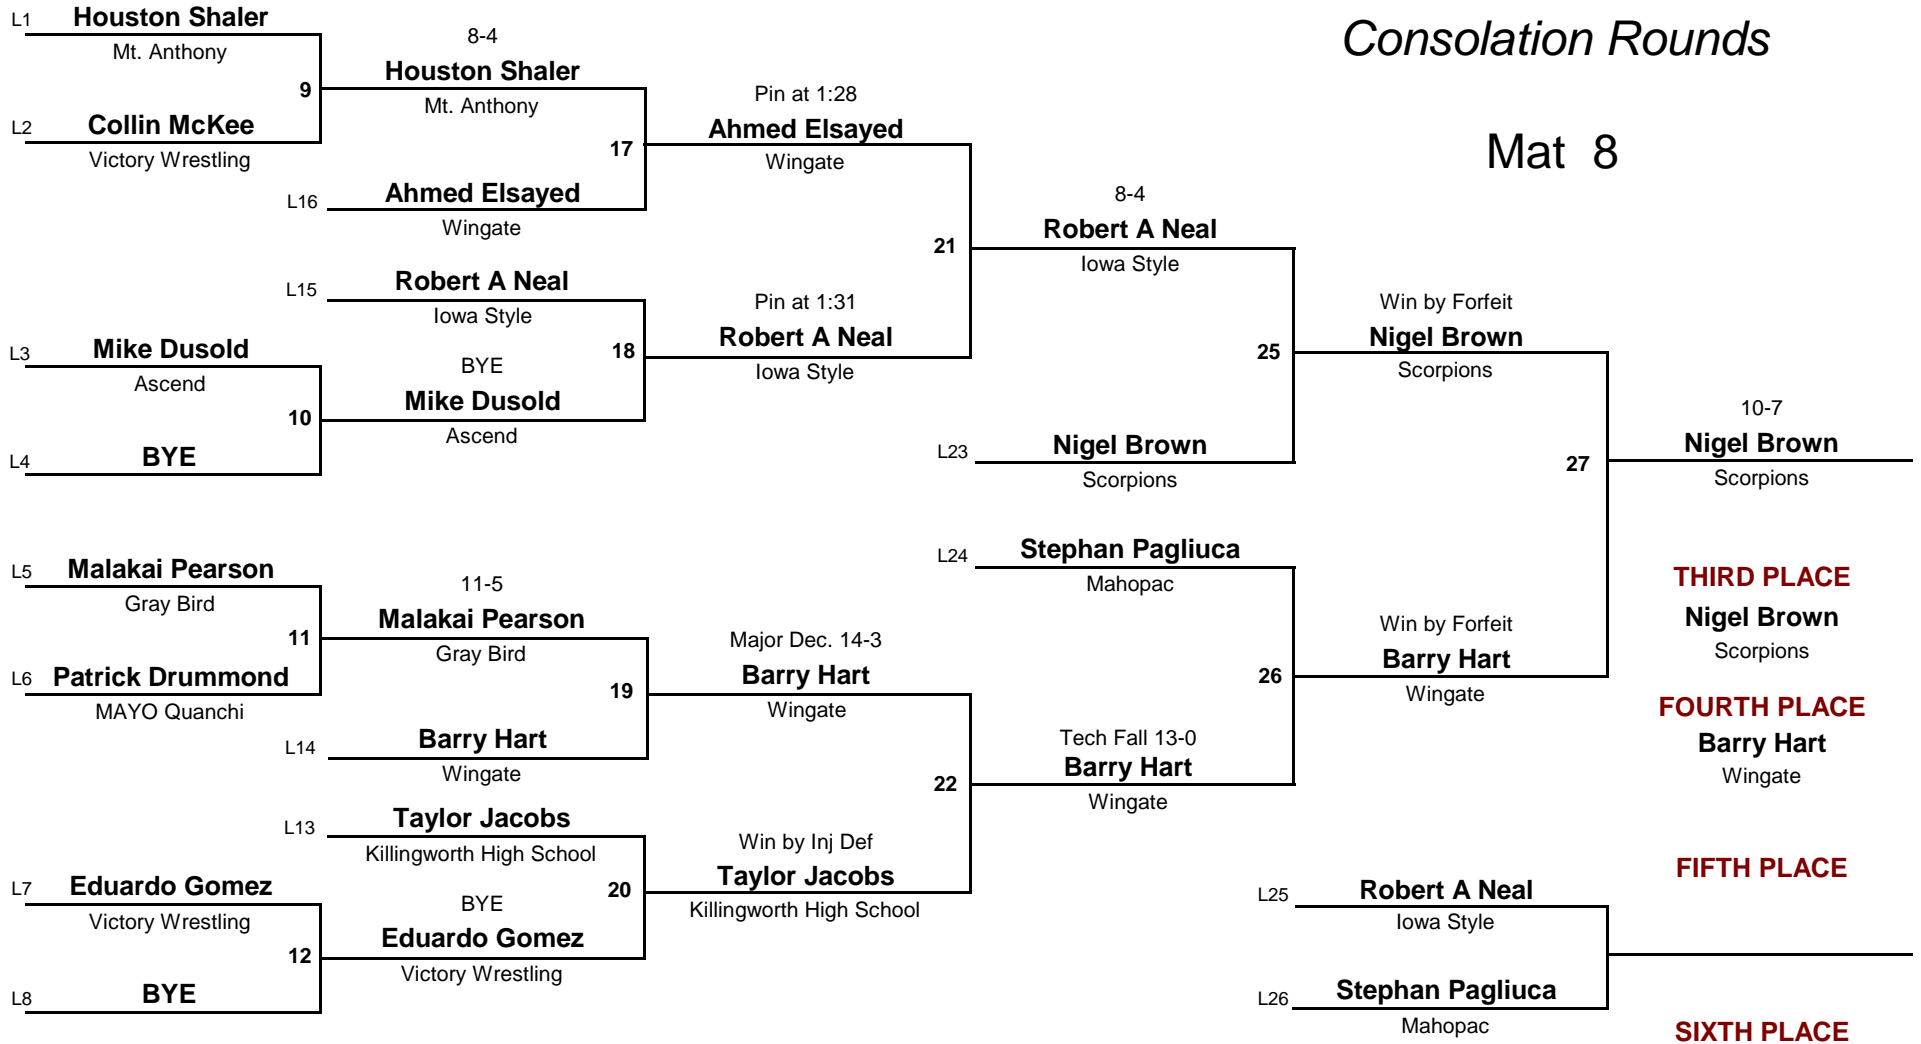 Consolation Rounds
Mat 8
L1 Houston Shaler
Mt. Anthony
9
L2 Collin McKee
Victory Wrestling
8-4
Houston Shaler
Mt. Anthony
17
L16 Ahmed Elsayed
Wingate
L15 Robert A Neal
Iowa Style
18
L3 Mike Dusold
Ascend
10
L4 BYE
BYE
Mike Dusold
Ascend
Pin at 1:28
Ahmed Elsayed
Wingate
21
Pin at 1:31
Robert A Neal
Iowa Style
8-4
Robert A Neal
Iowa Style
25
L23 Nigel Brown
Scorpions
Win by Forfeit
Nigel Brown
Scorpions
27
10-7
Nigel Brown
Scorpions
L5 Malakai Pearson
Gray Bird
11
L6 Patrick Drummond
MAYO Quanchi
11-5
Malakai Pearson
Gray Bird
19
L14 Barry Hart
Wingate
L13 Taylor Jacobs
Killingworth High School
20
L7 Eduardo Gomez
Victory Wrestling
12
L8 BYE
BYE
Eduardo Gomez
Victory Wrestling
Major Dec. 14-3
Barry Hart
Wingate
22
Win by Inj Def
Taylor Jacobs
Killingworth High School
L24 Stephan Pagliuca
Mahopac
26
Tech Fall 13-0
Barry Hart
Wingate
Win by Forfeit
Barry Hart
Wingate
THIRD PLACE
Nigel Brown
Scorpions
FOURTH PLACE
Barry Hart
Wingate
FIFTH PLACE
L25 Robert A Neal
Iowa Style
L26 Stephan Pagliuca
Mahopac
SIXTH PLACE